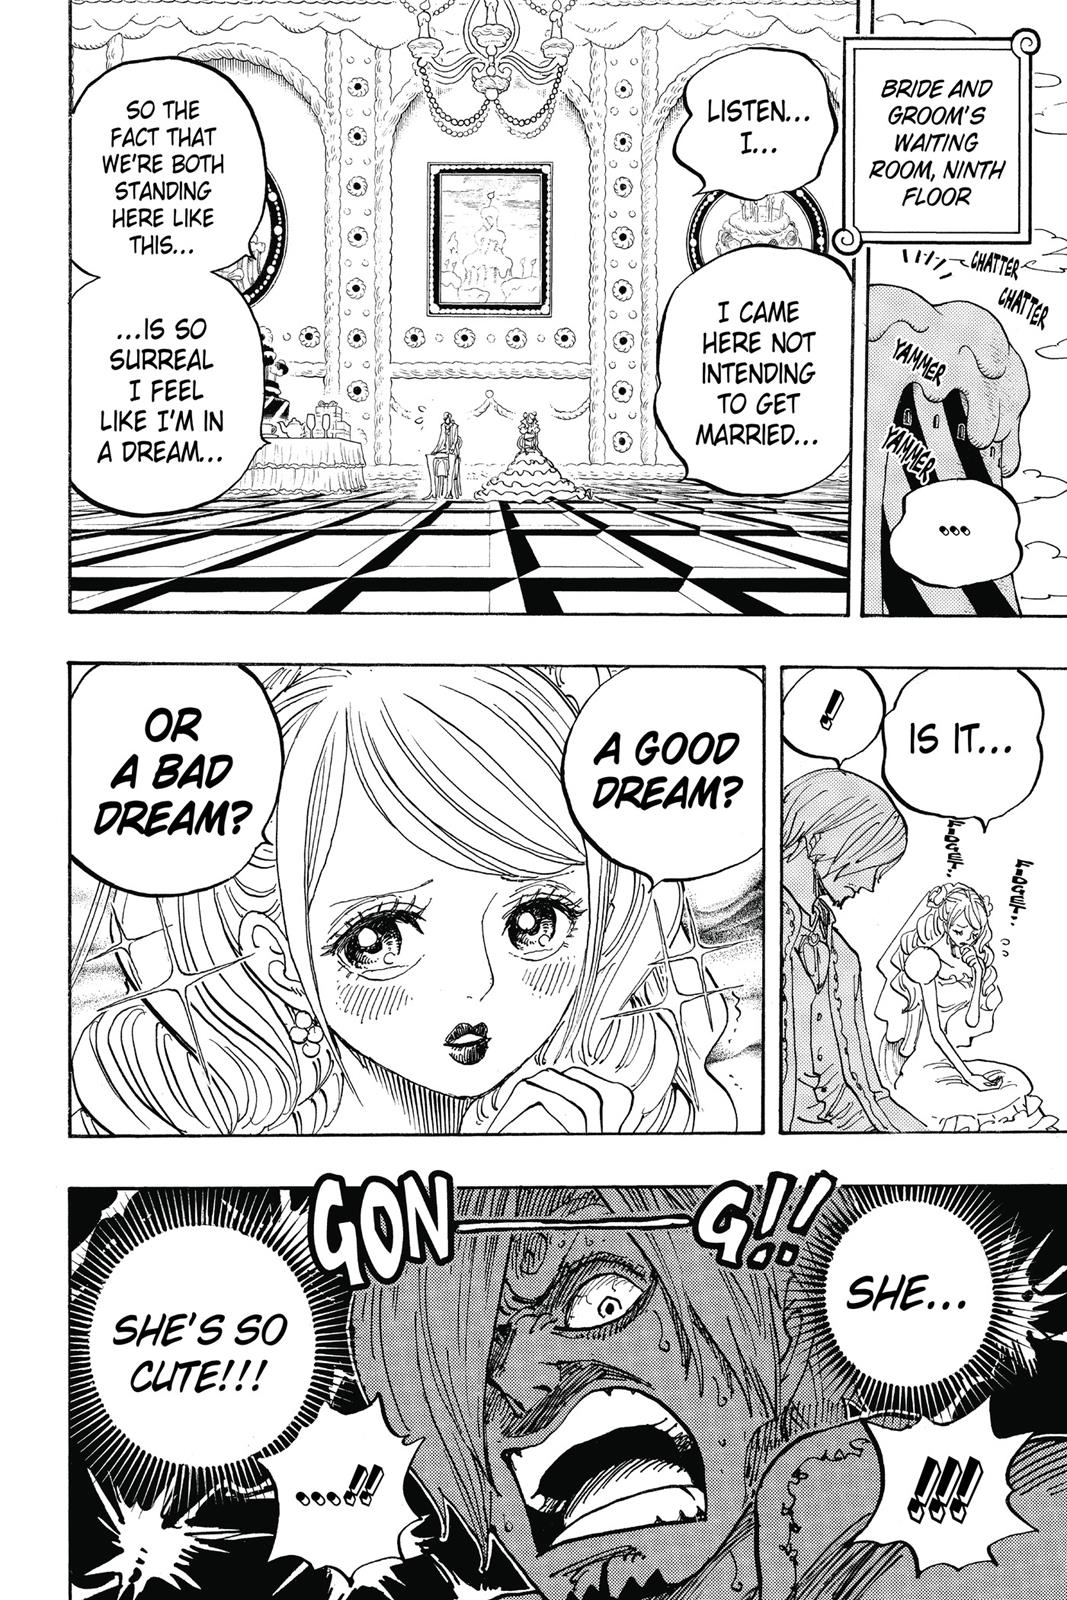 BRIDE AND
GROOM'S
WAITING
ROOM, NINTH
FLOOR
CHATTER
CHATTER
YAMMER
YAMMER
....
LISTEN...
I...
I CAME
HERE NOT
INTENDING
TO GET
MARRIED...
SO THE
FACT THAT
WE'RE BOTH
STANDING
HERE LIKE
THIS...
...IS SO
SURREAL
I FEEL
LIKE I'M IN
A DREAM...
IS IT...
!
FIDGET..
FIDGET..
A GOOD
DREAM?
OR
A BAD
DREAM?
GON—G!!
SHE...
!!!!
SHE'S SO
CUTE!!!
....!!